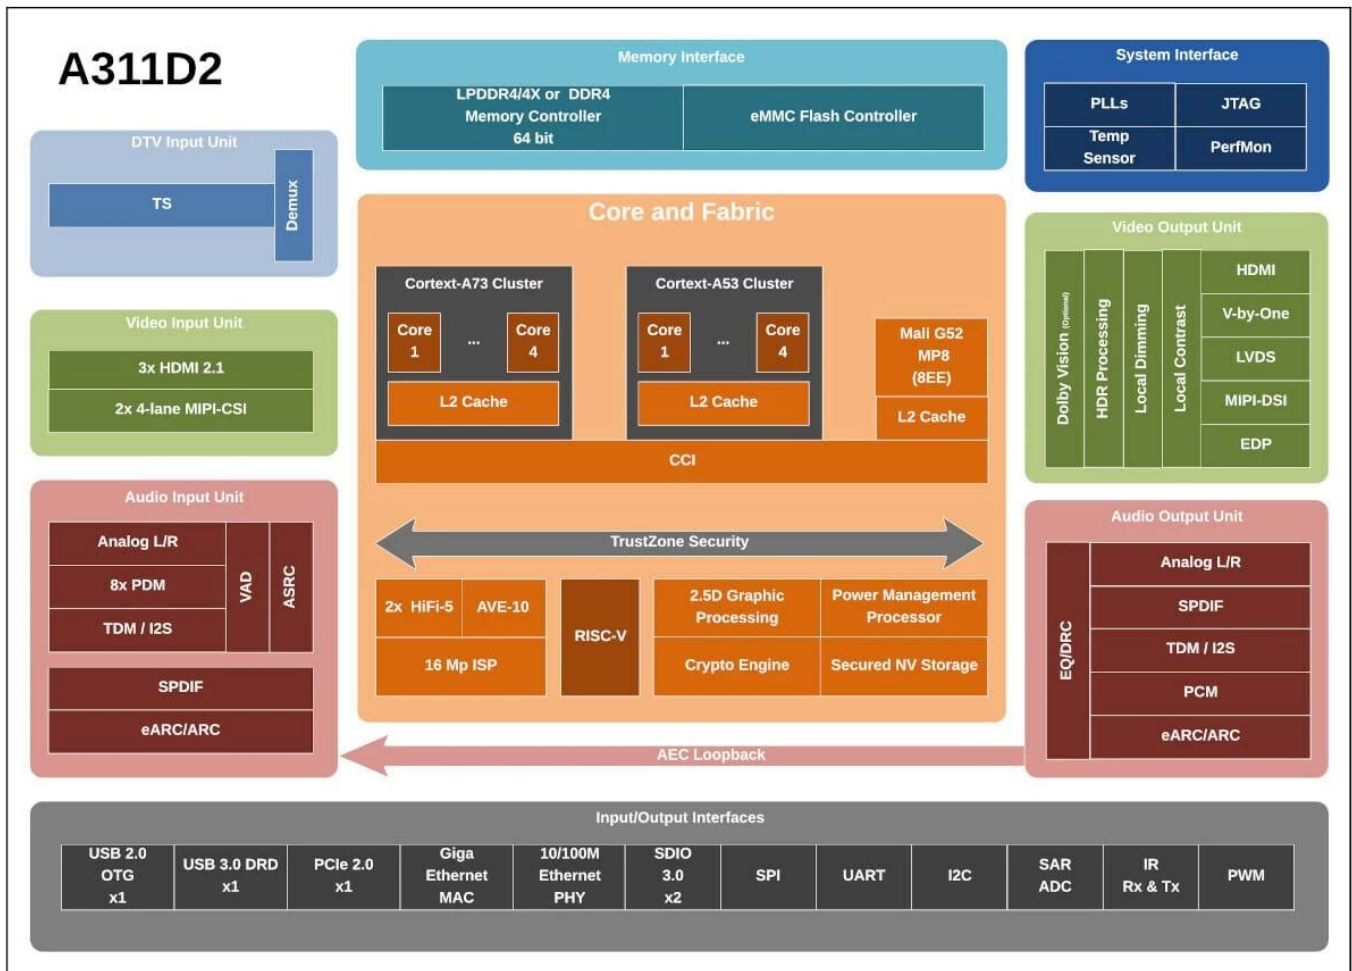 A311D2
Memory Interface
LPDDR4/4X or DDR4
Memory Controller
64 bit
eMMC Flash Controller
System Interface
PLLs
JTAG
Temp
Sensor
PerfMon
DTV Input Unit
TS
Demux
Video Input Unit
3x HDMI 2.1
2x 4-lane MIPI-CSI
Audio Input Unit
Analog L/R
8x PDM
TDM / I2S
VAD
ASRC
SPDIF
eARC/ARC
Core and Fabric
Cortext-A73 Cluster
Core
1
...
Core
4
L2 Cache
Cortext-A53 Cluster
Core
1
...
Core
4
L2 Cache
Mali G52
MP8
(8EE)
L2 Cache
CCI
TrustZone Security
2x HiFi-5
AVE-10
16 Mp ISP
RISC-V
2.5D Graphic
Processing
Power Management
Processor
Crypto Engine
Secured NV Storage
Video Output Unit
Dolby Vision (Optional)
HDR Processing
Local Dimming
Local Contrast
HDMI
V-by-One
LVDS
MIPI-DSI
EDP
Audio Output Unit
EQ/DRC
Analog L/R
SPDIF
TDM / I2S
PCM
eARC/ARC
AEC Loopback
Input/Output Interfaces
USB 2.0
OTG
x1
USB 3.0 DRD
x1
PCIe 2.0
x1
Giga
Ethernet
MAC
10/100M
Ethernet
PHY
SDIO
3.0
x2
SPI
UART
I2C
SAR
ADC
IR
Rx & Tx
PWM